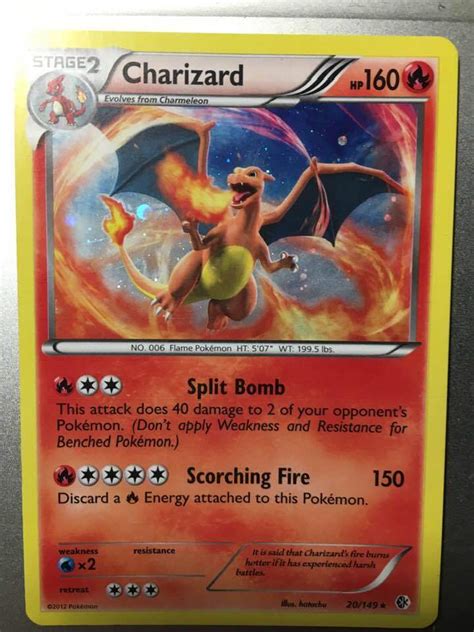 STAGE2 Charizard HP160
Evolves from Charmeleon
NO. 006 Flame Pokémon HT: 5'07" WT: 199.5 lbs.
Split Bomb
This attack does 40 damage to 2 of your opponent's
Pokémon. (Don't apply Weakness and Resistance for
Benched Pokémon.)
Scorching Fire 150
Discard a Energy attached to this Pokémon.
weakness resistance
×2
retreat
It is said that Charizard's fire burns
hotter if it has experienced harsh
battles.
©2012 Pokémon illus. hatachu 20/149 ★